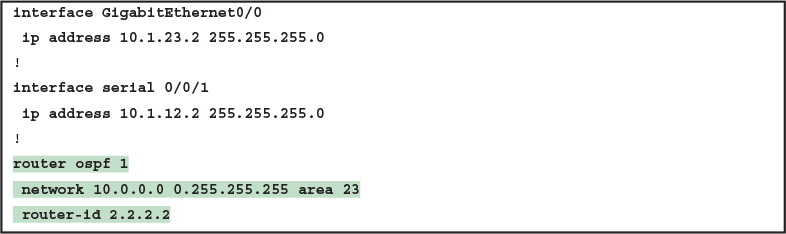 interface GigabitEthernet0/0
 ip address 10.1.23.2 255.255.255.0
!
interface serial 0/0/1
 ip address 10.1.12.2 255.255.255.0
!
router ospf 1
 network 10.0.0.0 0.255.255.255 area 23
 router-id 2.2.2.2